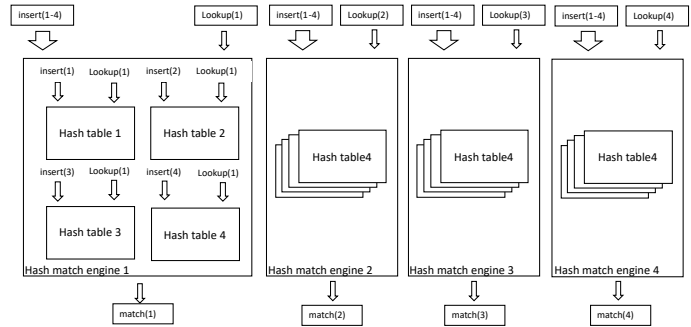 insert(1-4)
Lookup(1)
insert(1-4)
Lookup(2)
insert(1-4)
Lookup(3)
insert(1-4)
Lookup(4)
insert(1)
Lookup(1)
insert(2)
Lookup(1)
Hash table 1
Hash table 2
insert(3)
Lookup(1)
insert(4)
Lookup(1)
Hash table 3
Hash table 4
Hash match engine 1
Hash table4
Hash match engine 2
Hash table4
Hash match engine 3
Hash table4
Hash match engine 4
match(1)
match(2)
match(3)
match(4)